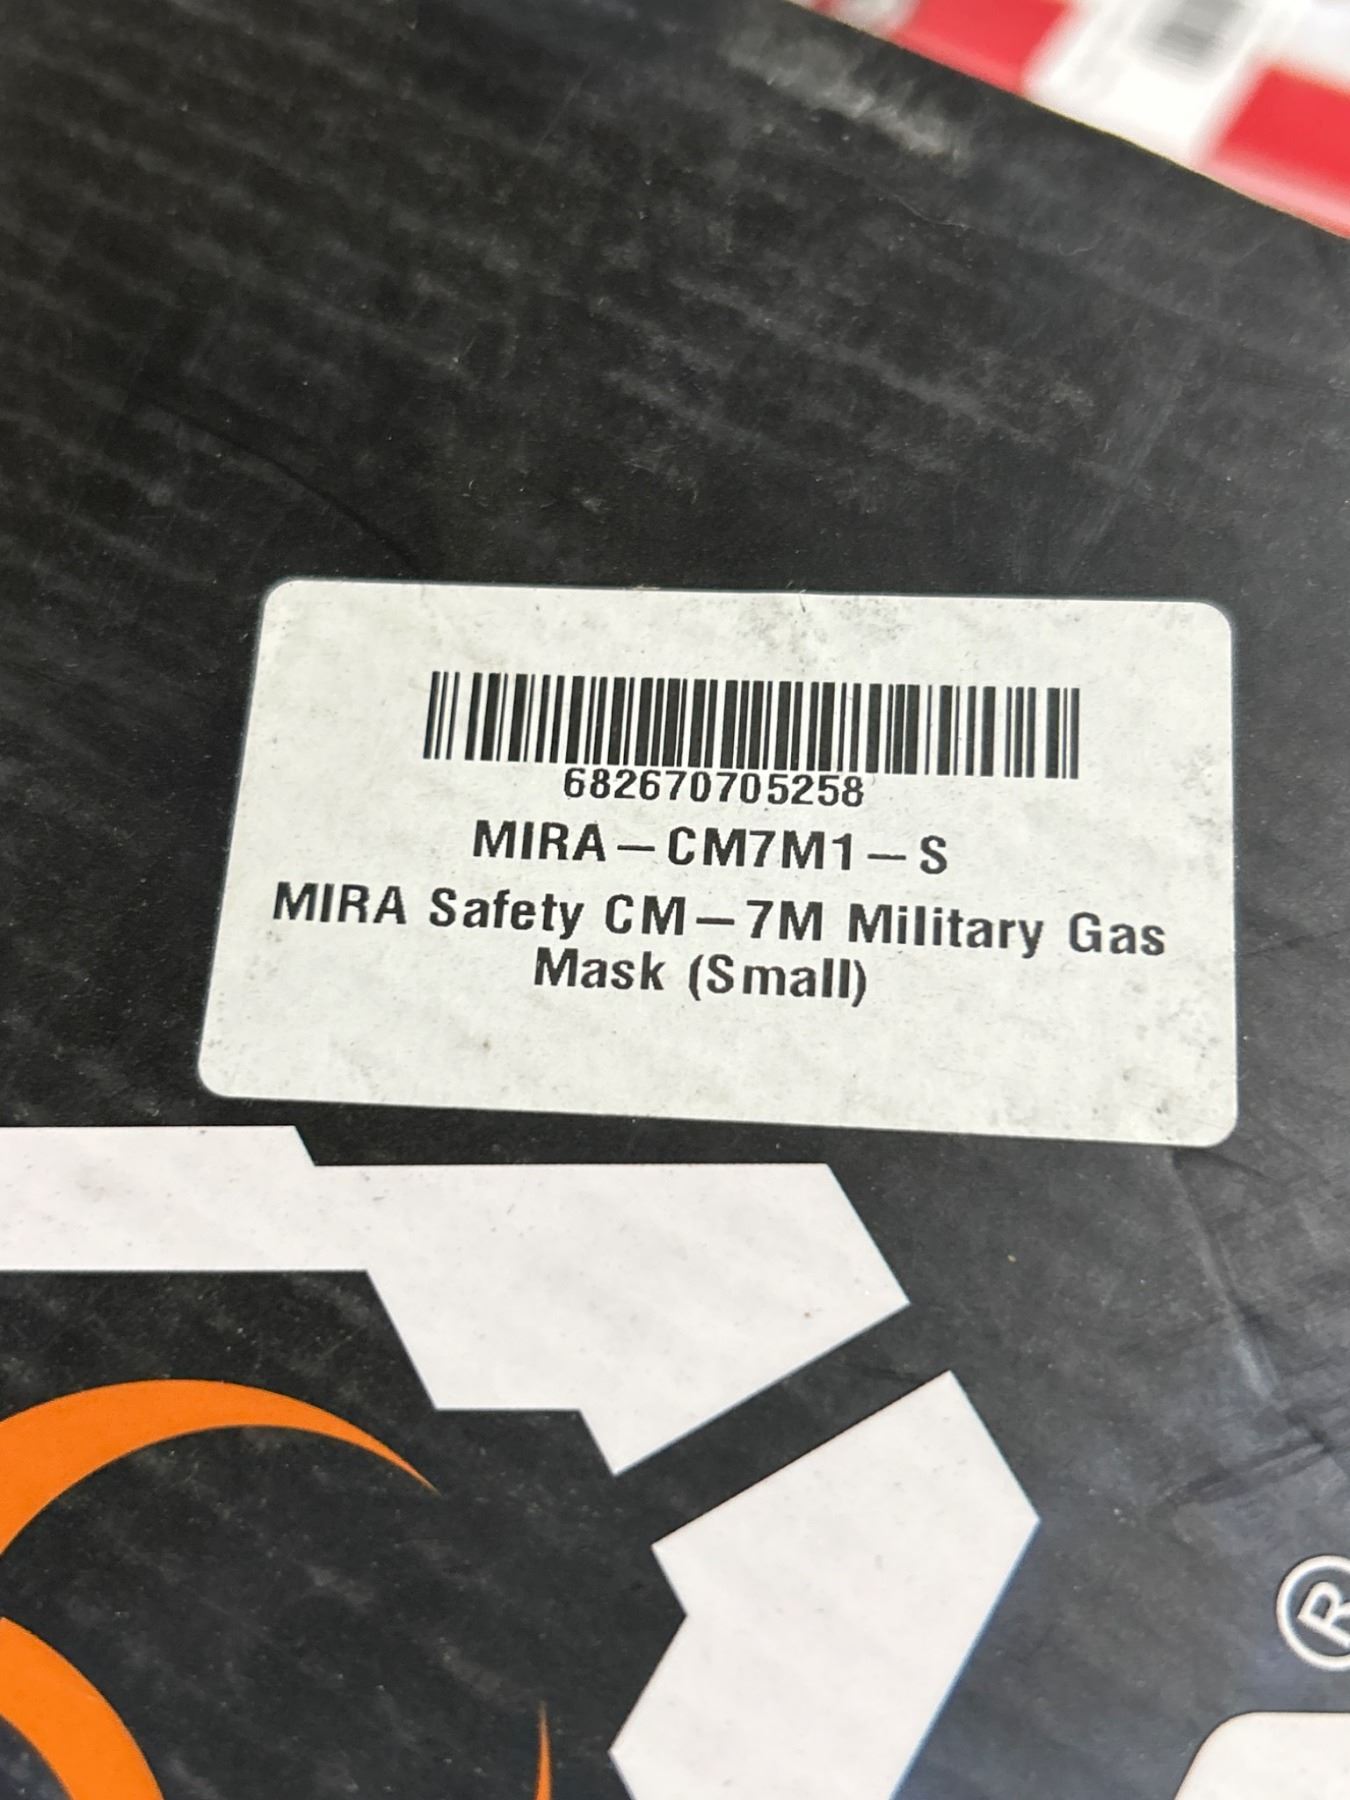 682670705258
MIRA-CM7M1-S
MIRA Safety CM-7M Military Gas
Mask (Small)
®